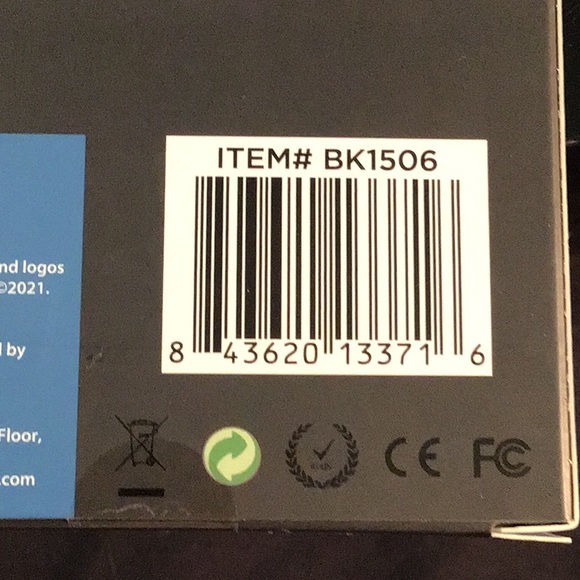 nd logos
©2021.
d by
Floor,
.com
ITEM# BK1506
8 43620 13371 6
CE FC